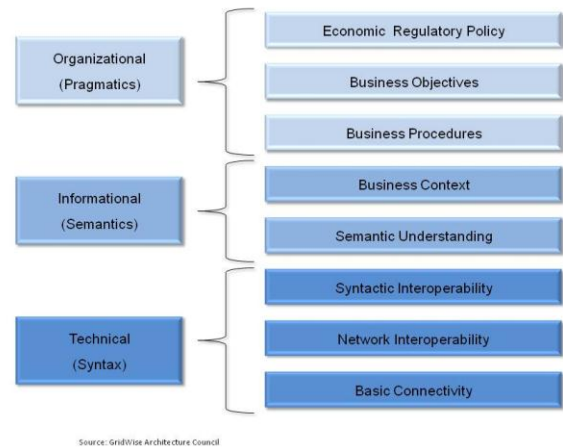 Organizational
(Pragmatics)
Economic Regulatory Policy
Business Objectives
Business Procedures
Informational
(Semantics)
Business Context
Semantic Understanding
Technical
(Syntax)
Syntactic Interoperability
Network Interoperability
Basic Connectivity
Source: GridWise Architecture Council